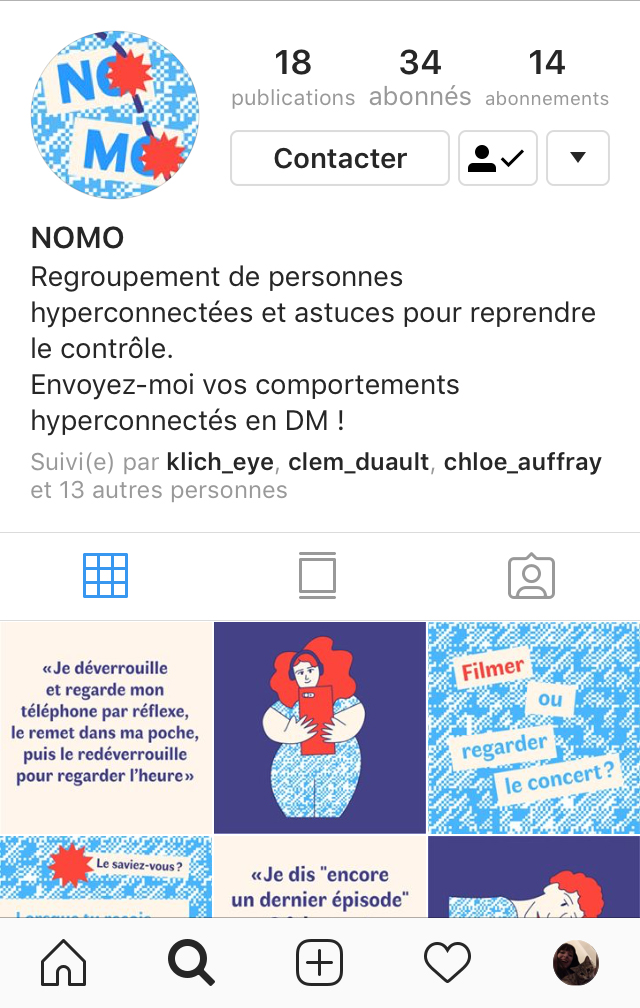 NO
MO
18
34
14
publications
abonnés
abonnements
Contacter
NOMO
Regroupement de personnes
hyperconnectées et astuces pour reprendre
le contrôle.
Envoyez-moi vos comportements
hyperconnectés en DM !
Suivi(e) par klich_eye, clem_duault, chloe_auffray
et 13 autres personnes
«Je déverrouille
et regarde mon
téléphone par réflexe,
le remet dans ma poche,
puis le redéverrouille
pour regarder l'heure»
Filmer
ou
regarder
le concert?
Le saviez-vous?
«Je dis "encore
un dernier épisode"